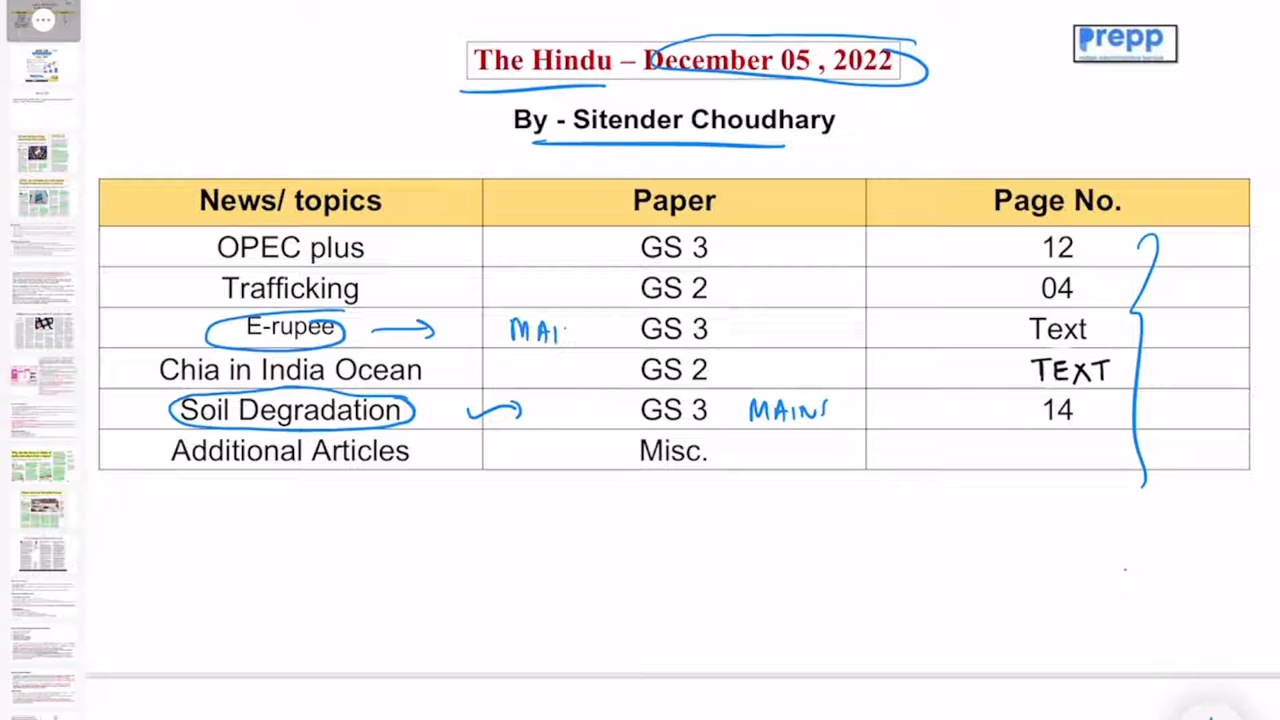 The Hindu – December 05 , 2022
prepp
By - Sitender Choudhary
News/ topics Paper Page No.
OPEC plus GS 3 12
Trafficking GS 2 04
E-rupee MAI GS 3 Text
Chia in India Ocean GS 2 TEXT
Soil Degradation GS 3 MAINS 14
Additional Articles Misc.